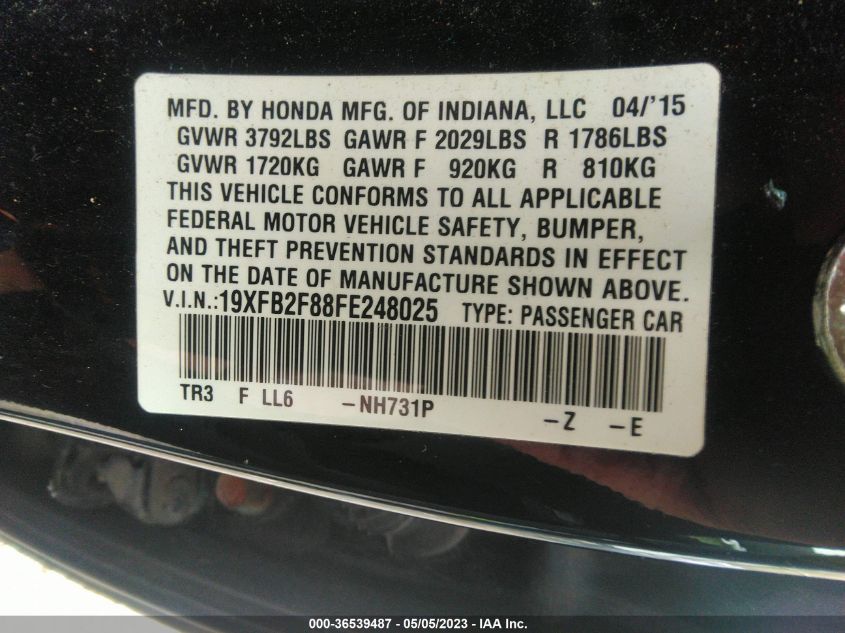 MFD. BY HONDA MFG. OF INDIANA, LLC 04/'15
GVWR 3792LBS GAWR F 2029LBS R 1786LBS
GVWR 1720KG GAWR F 920KG R 810KG
THIS VEHICLE CONFORMS TO ALL APPLICABLE
FEDERAL MOTOR VEHICLE SAFETY, BUMPER,
AND THEFT PREVENTION STANDARDS IN EFFECT
ON THE DATE OF MANUFACTURE SHOWN ABOVE.
V.I.N.:19XFB2F88FE248025 TYPE: PASSENGER CAR
TR3 F LL6 -NH731P -Z -E
000-36539487 - 05/05/2023 - IAA Inc.